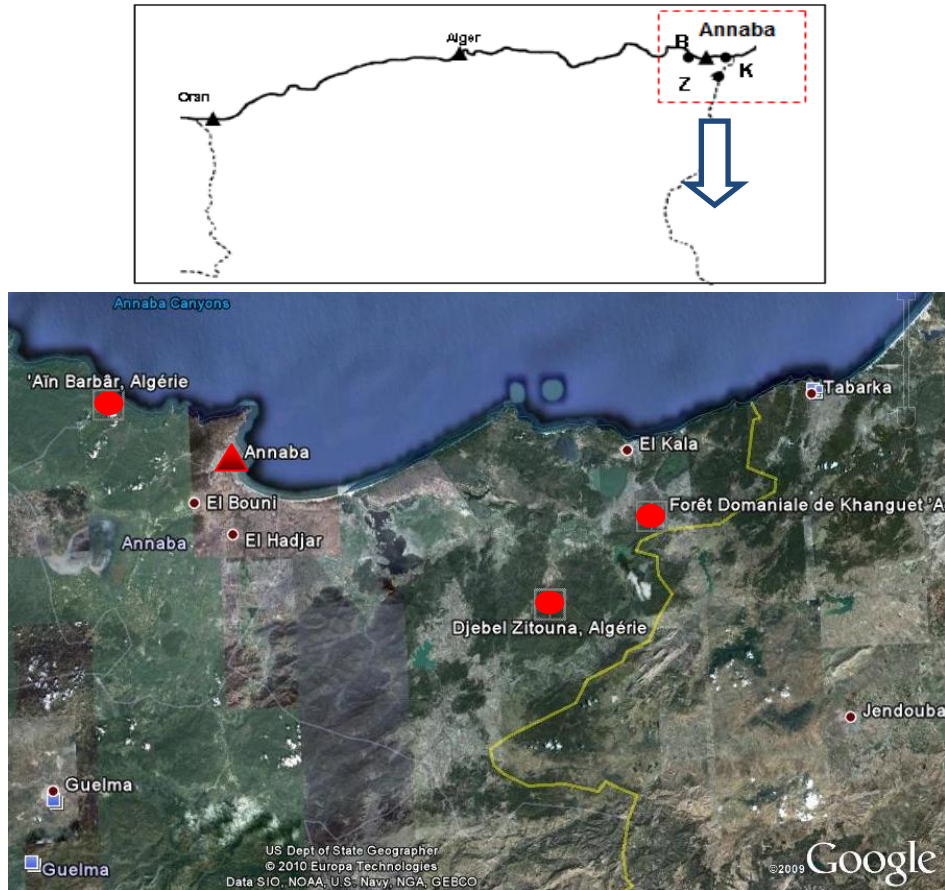 Alger
B
Annaba
Z
K
Oran
Annaba Canyons
'Aïn Barbâr, Algérie
Tabarka
Annaba
El Kala
El Bouni
Forêt Domaniale de Khanguet 'A
Annaba
El Hadjar
Djebel Zitouna, Algérie
Jendouba
Guelma
Guelma
US Dept of State Geographer
© 2010 Europa Technologies
Data SIO, NOAA, U.S. Navy, NGA, GEBCO
©2009 Google